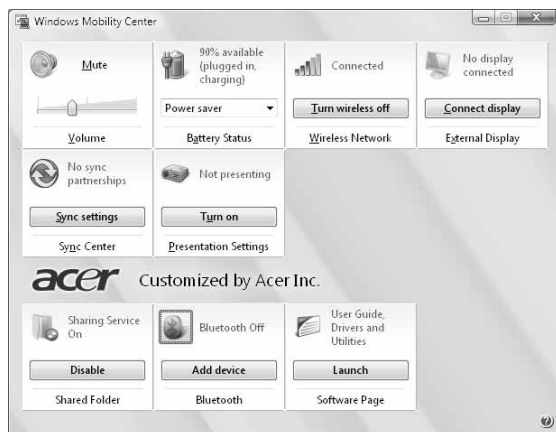 Windows Mobility Center
Mute
Volume
90% available
(plugged in,
charging)
Power saver
Battery Status
Connected
Turn wireless off
Wireless Network
No display
connected
Connect display
External Display
No sync
partnerships
Sync settings
Sync Center
Not presenting
Turn on
Presentation Settings
acer Customized by Acer Inc.
Sharing Service
On
Disable
Shared Folder
Bluetooth Off
Add device
Bluetooth
User Guide,
Drivers and
Utilities
Launch
Software Page